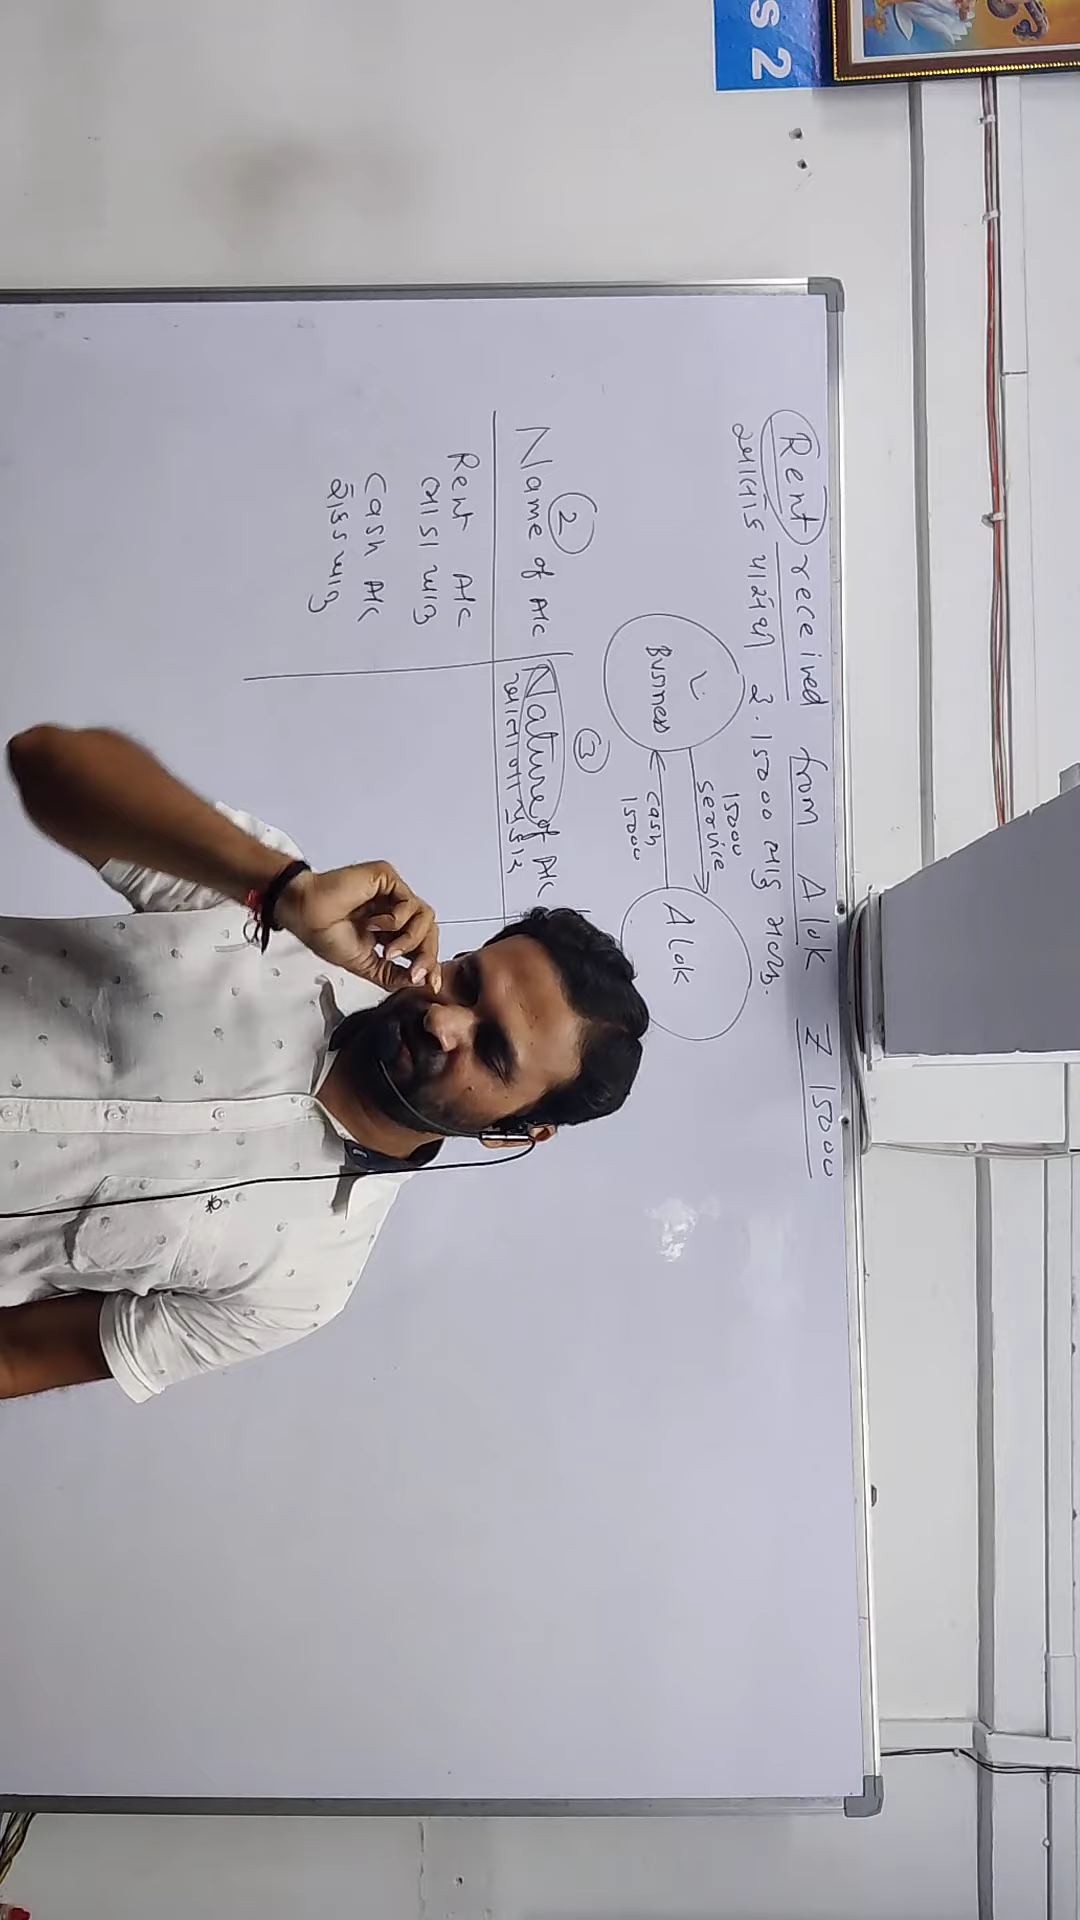 s 2
Rent received from Alok ₹ 15000
આલોક પાસેથી રૂ. 15000 ભાડું મળ્યું.
Business
15000
service
cash
15000
Alok
2
3
Name of A/c
Nature of A/c
ખાતાનો પ્રકાર
Rent A/c
ભાડા ખાતું
Cash A/c
રોકડ ખાતું